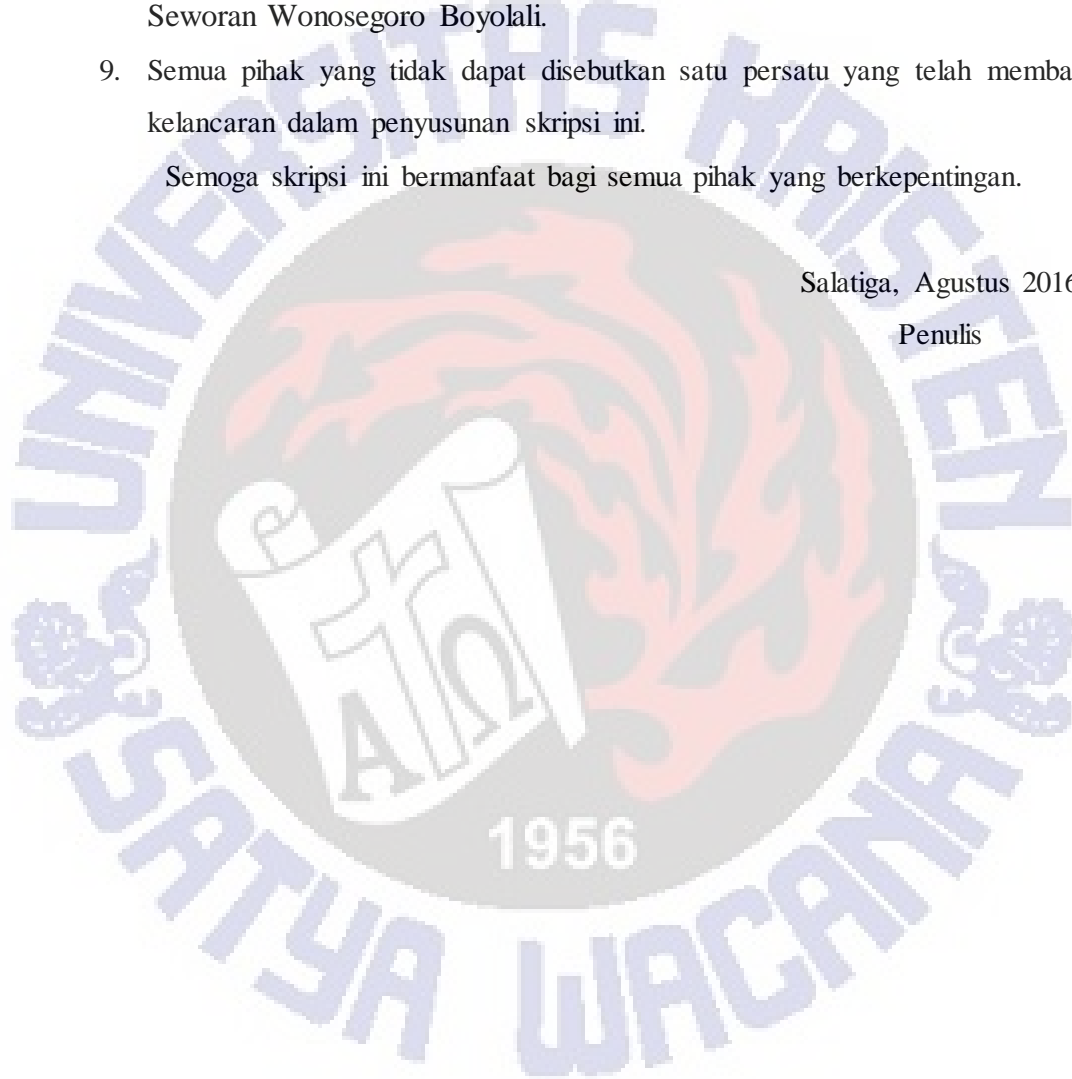 Seworan Wonosegoro Boyolali.
9. Semua pihak yang tidak dapat disebutkan satu persatu yang telah memba
kelancaran dalam penyusunan skripsi ini.
Semoga skripsi ini bermanfaat bagi semua pihak yang berkepentingan.
Salatiga, Agustus 2016
Penulis
UNIVERSITAS KRISTEN
SATYA WACANA
Α Ω
1956